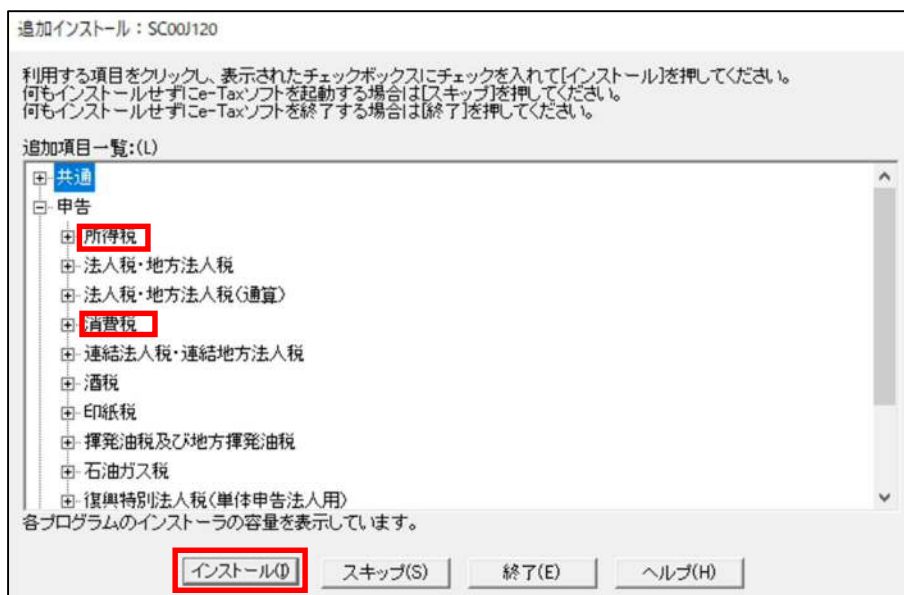 追加インストール：SC00J120
利用する項目をクリックし、表示されたチェックボックスにチェックを入れて[インストール]を押してください。
何もインストールせずにe-Taxソフトを起動する場合は[スキップ]を押してください。
何もインストールせずにe-Taxソフトを終了する場合は[終了]を押してください。
追加項目一覧:(L)
共通
申告
所得税
法人税・地方法人税
法人税・地方法人税(通算)
消費税
連結法人税・連結地方法人税
酒税
印紙税
揮発油税及び地方揮発油税
石油ガス税
復興特別法人税(単体申告法人用)
各プログラムのインストーラの容量を表示しています。
インストール(I) スキップ(S) 終了(E) ヘルプ(H)